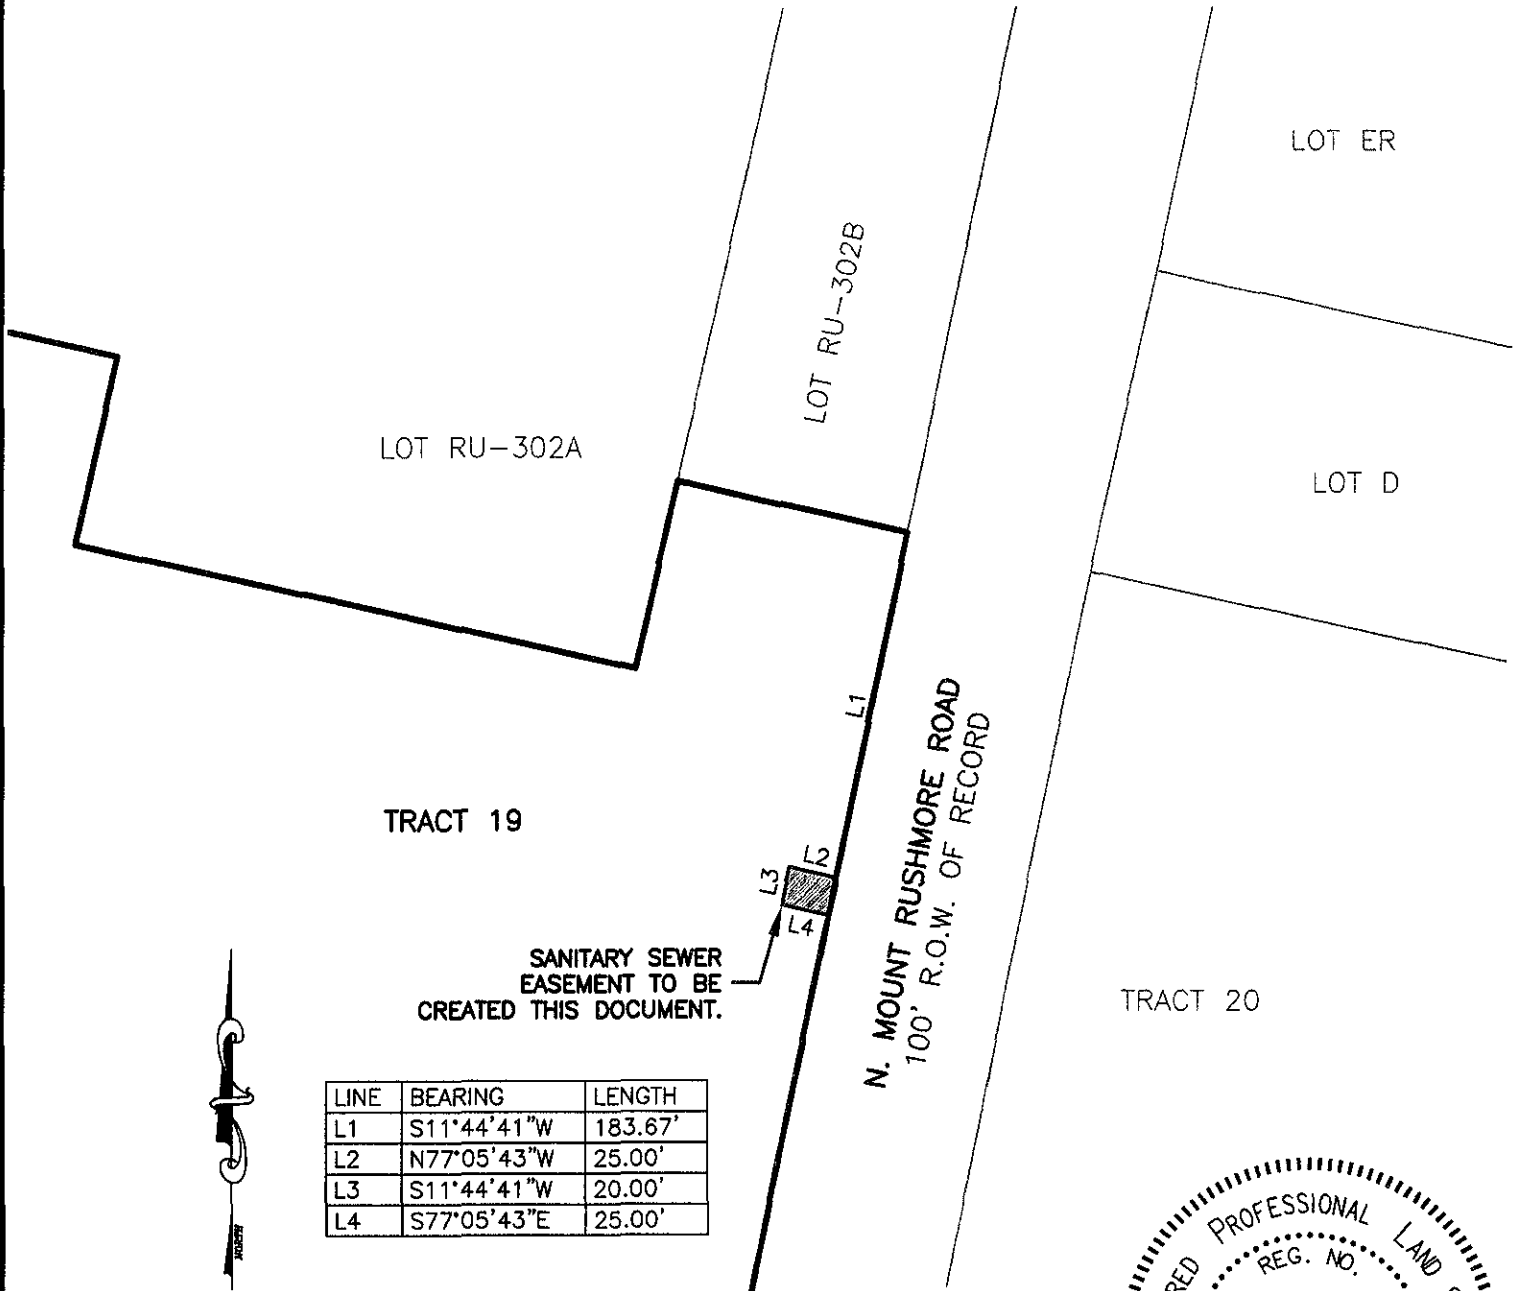 LOT ER
LOT RU-302B
LOT RU-302A
LOT D
L1
N. MOUNT RUSHMORE ROAD
100' R.O.W. OF RECORD
TRACT 19
L2
L3
L4
SANITARY SEWER
EASEMENT TO BE
CREATED THIS DOCUMENT.
TRACT 20
LINE BEARING LENGTH
L1 S11°44'41"W 183.67'
L2 N77°05'43"W 25.00'
L3 S11°44'41"W 20.00'
L4 S77°05'43"E 25.00'
PROFESSIONAL LAND
REG. NO.